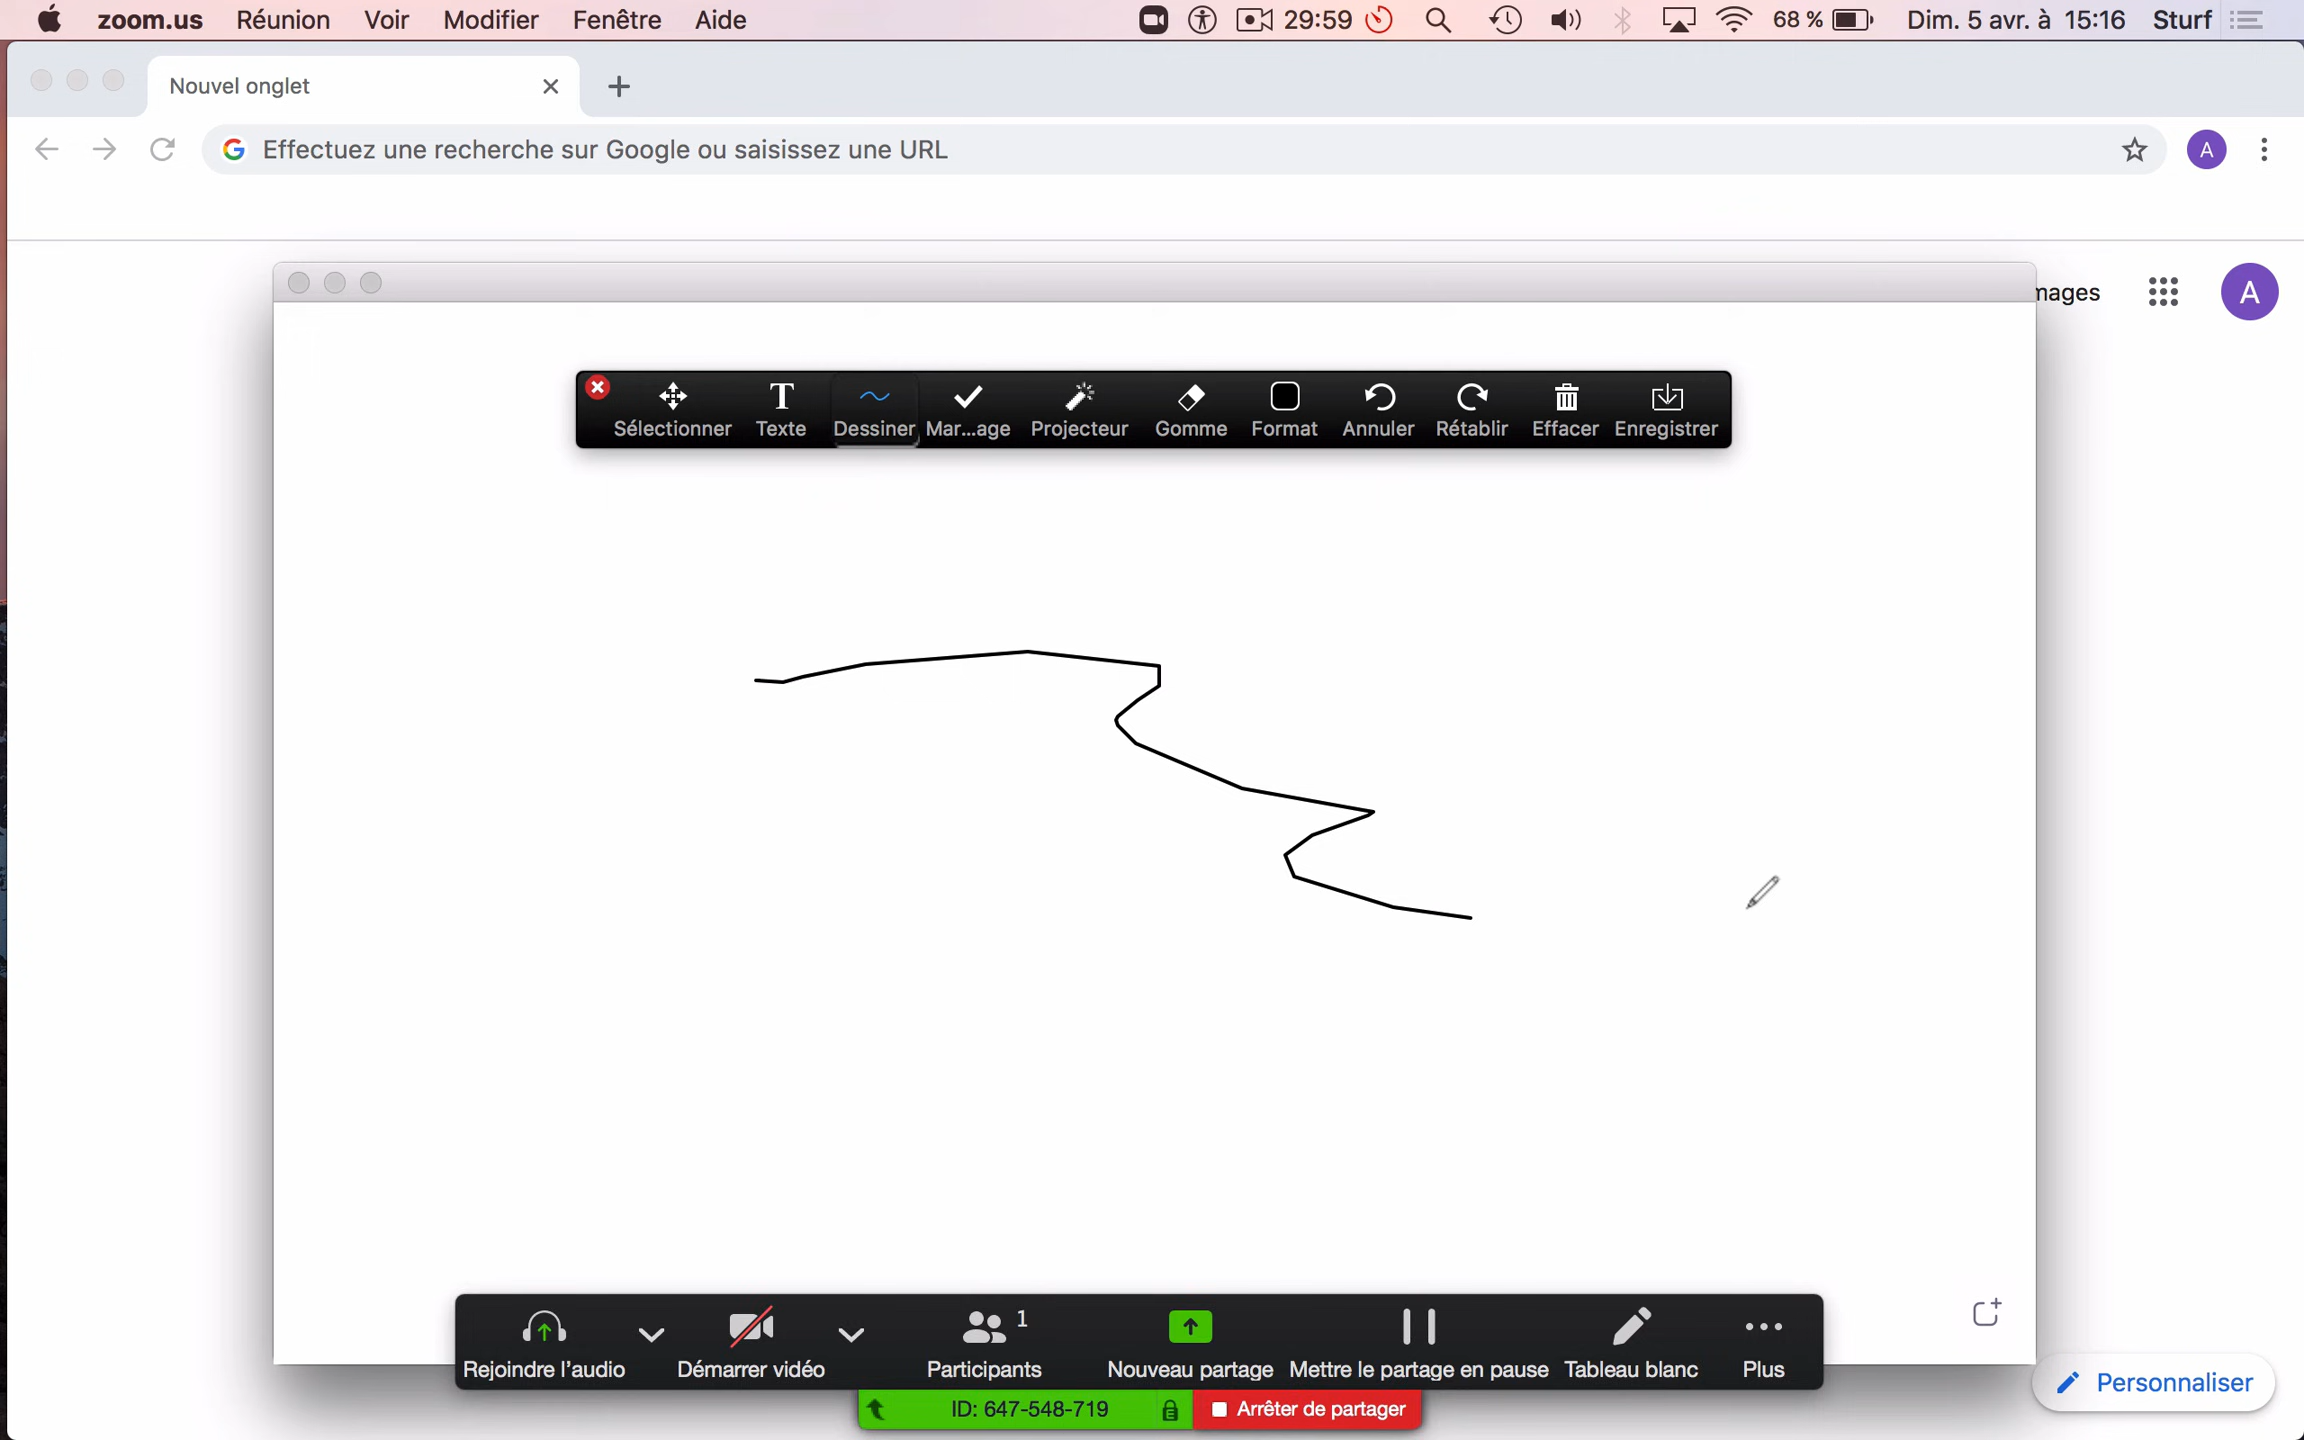 zoom.us Réunion Voir Modifier Fenêtre Aide 29:59 68 % Dim. 5 avr. à 15:16 Sturf
Nouvel onglet
Effectuez une recherche sur Google ou saisissez une URL A
mages A
Sélectionner Texte Dessiner Mar...age Projecteur Gomme Format Annuler Rétablir Effacer Enregistrer
1
Rejoindre l’audio Démarrer vidéo Participants Nouveau partage Mettre le partage en pause Tableau blanc Plus
Personnaliser
ID: 647-548-719 Arrêter de partager